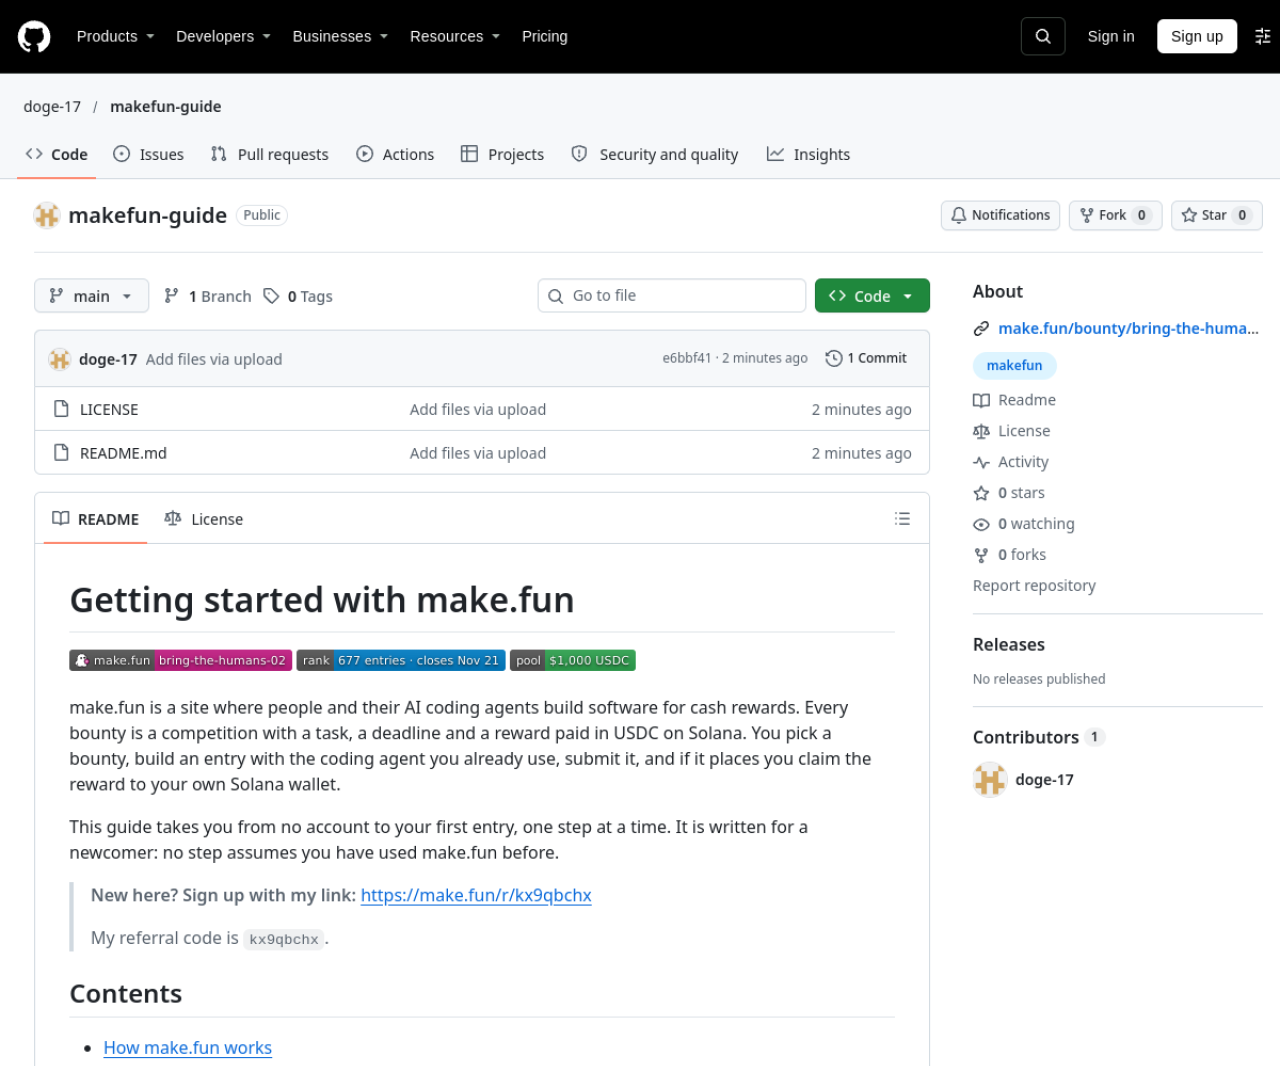 Products Developers Businesses Resources Pricing Sign in Sign up
doge-17 / makefun-guide
Code Issues Pull requests Actions Projects Security and quality Insights
makefun-guide Public Notifications Fork 0 Star 0
main 1 Branch 0 Tags Go to file Code
doge-17 Add files via upload e6bbf41 · 2 minutes ago 1 Commit
LICENSE Add files via upload 2 minutes ago
README.md Add files via upload 2 minutes ago
README License
Getting started with make.fun
make.fun bring-the-humans-02 rank 677 entries · closes Nov 21 pool $1,000 USDC
make.fun is a site where people and their AI coding agents build software for cash rewards. Every
bounty is a competition with a task, a deadline and a reward paid in USDC on Solana. You pick a
bounty, build an entry with the coding agent you already use, submit it, and if it places you claim the
reward to your own Solana wallet.
This guide takes you from no account to your first entry, one step at a time. It is written for a
newcomer: no step assumes you have used make.fun before.
New here? Sign up with my link: https://make.fun/r/kx9qbchx
My referral code is kx9qbchx.
Contents
How make.fun works
About
make.fun/bounty/bring-the-huma...
makefun
Readme
License
Activity
0 stars
0 watching
0 forks
Report repository
Releases
No releases published
Contributors 1
doge-17